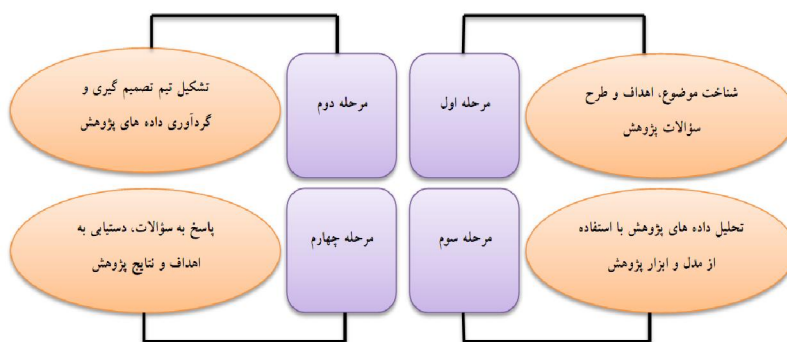 مرحله اول
شناخت موضوع، اهداف و طرح
سؤالات پژوهش
مرحله دوم
تشکیل تیم تصمیم گیری و
گردآوری داده های پژوهش
مرحله سوم
تحلیل داده های پژوهش با استفاده
از مدل و ابزار پژوهش
مرحله چهارم
پاسخ به سؤالات، دستیابی به
اهداف و نتایج پژوهش